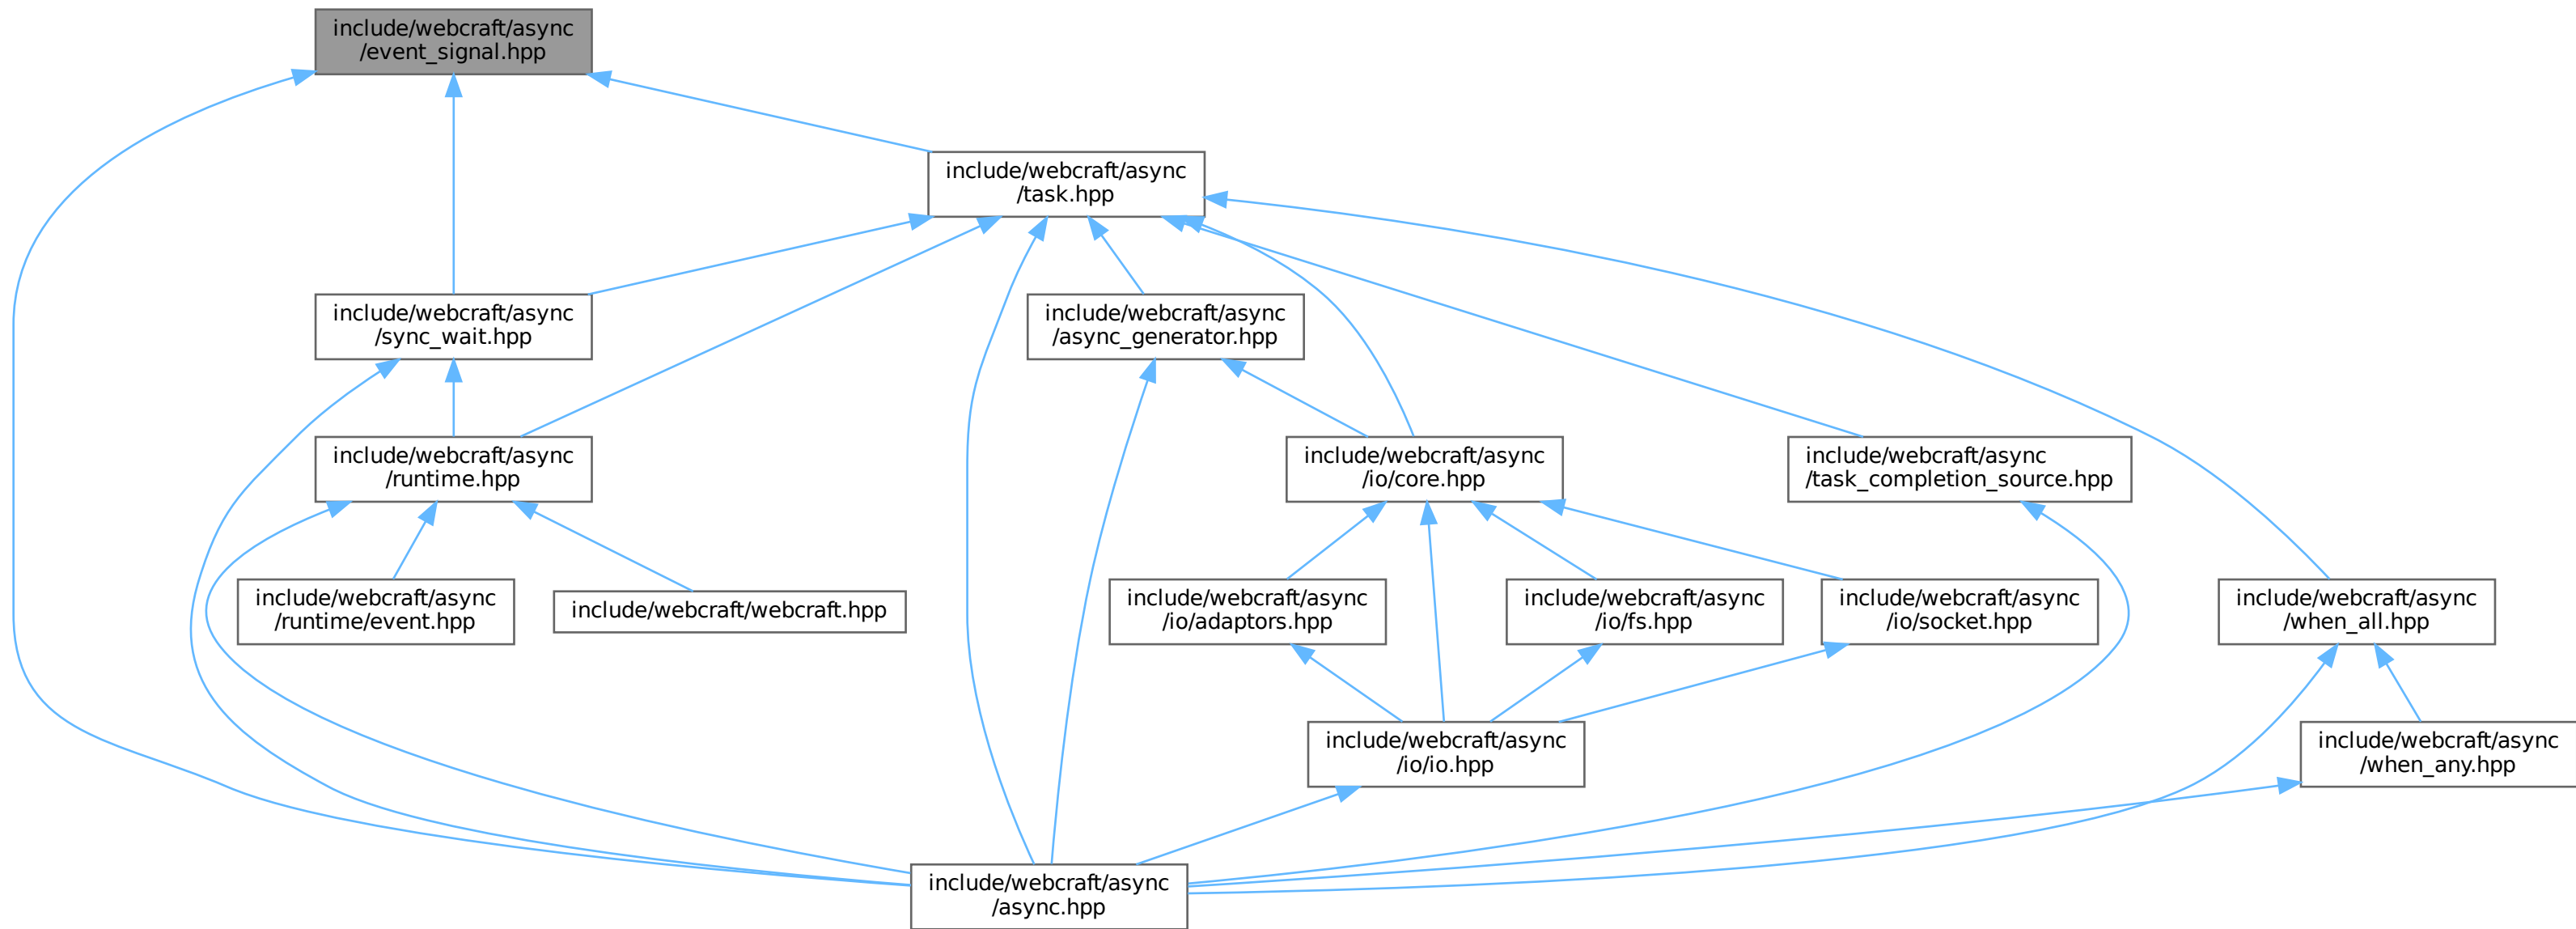 include/webcraft/async
/event_signal.hpp
include/webcraft/async
/task.hpp
include/webcraft/async
/sync_wait.hpp
include/webcraft/async
/async_generator.hpp
include/webcraft/async
/runtime.hpp
include/webcraft/async
/io/core.hpp
include/webcraft/async
/task_completion_source.hpp
include/webcraft/async
/runtime/event.hpp
include/webcraft/webcraft.hpp
include/webcraft/async
/io/adaptors.hpp
include/webcraft/async
/io/fs.hpp
include/webcraft/async
/io/socket.hpp
include/webcraft/async
/when_all.hpp
include/webcraft/async
/io/io.hpp
include/webcraft/async
/when_any.hpp
include/webcraft/async
/async.hpp